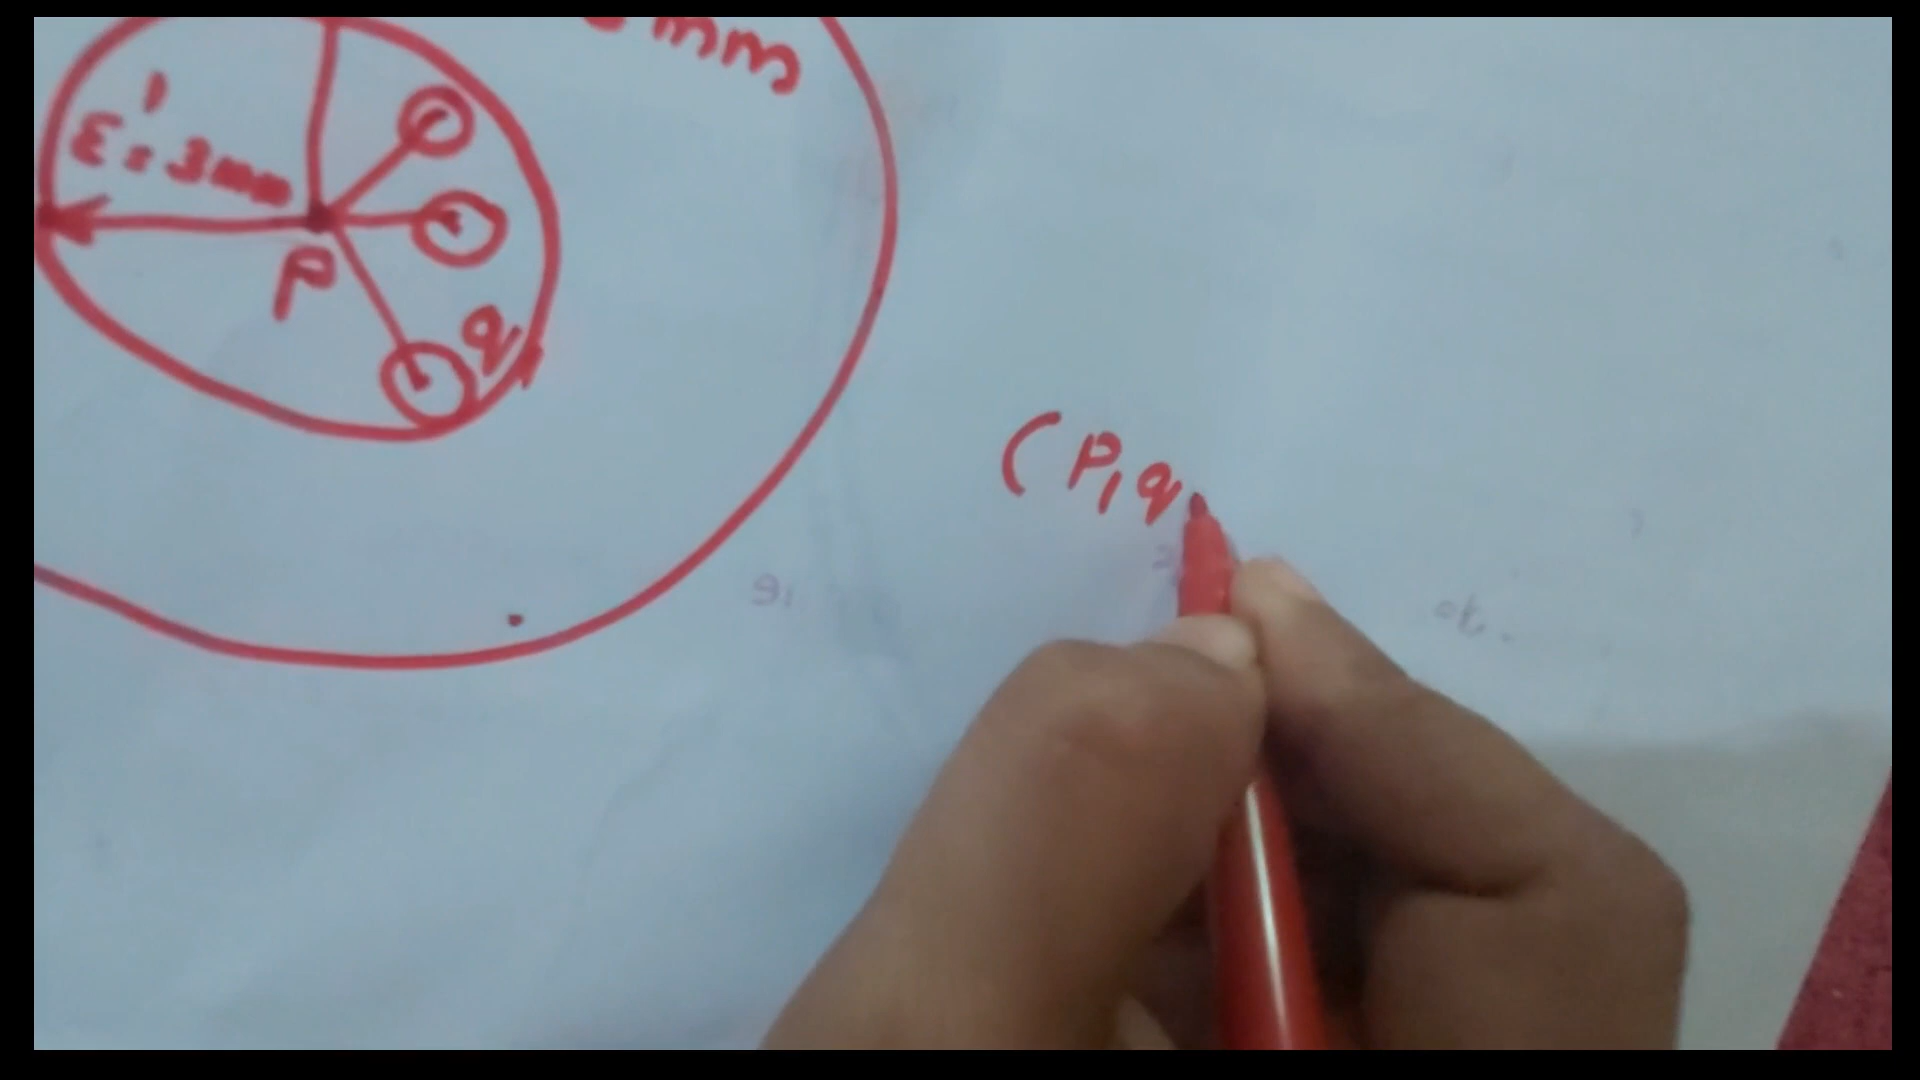 mm
ε' = 3mm
P
q
(P, q